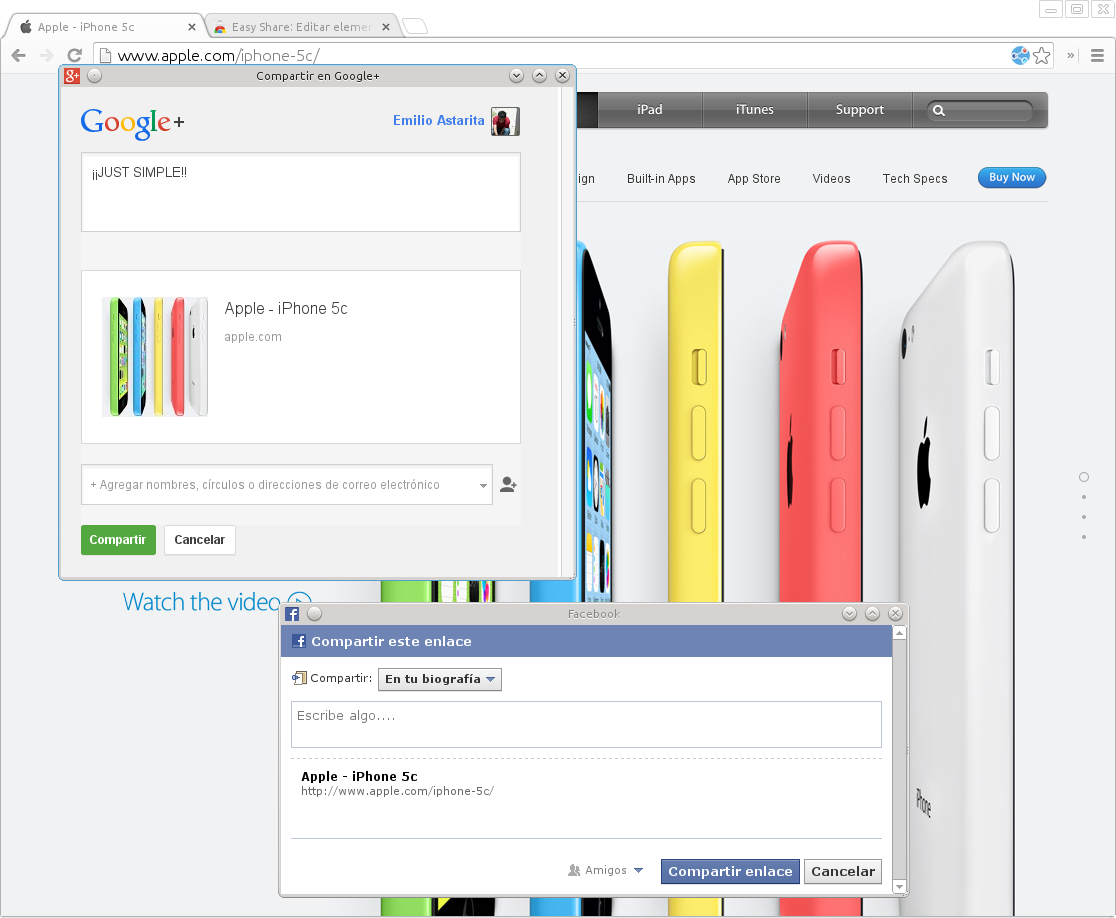 Apple - iPhone 5c
Easy Share: Editar elemen
www.apple.com/iphone-5c/
»
g+
Compartir en Google+
iPad
iTunes
Support
Google+
Emilio Astarita
ign
Built-in Apps
App Store
Videos
Tech Specs
Buy Now
¡¡JUST SIMPLE!!
Apple - iPhone 5c
apple.com
+ Agregar nombres, círculos o direcciones de correo electrónico
Compartir
Cancelar
Watch the video
Facebook
Compartir este enlace
Compartir:
En tu biografía
Escribe algo....
Apple - iPhone 5c
http://www.apple.com/iphone-5c/
iPhone
Amigos
Compartir enlace
Cancelar